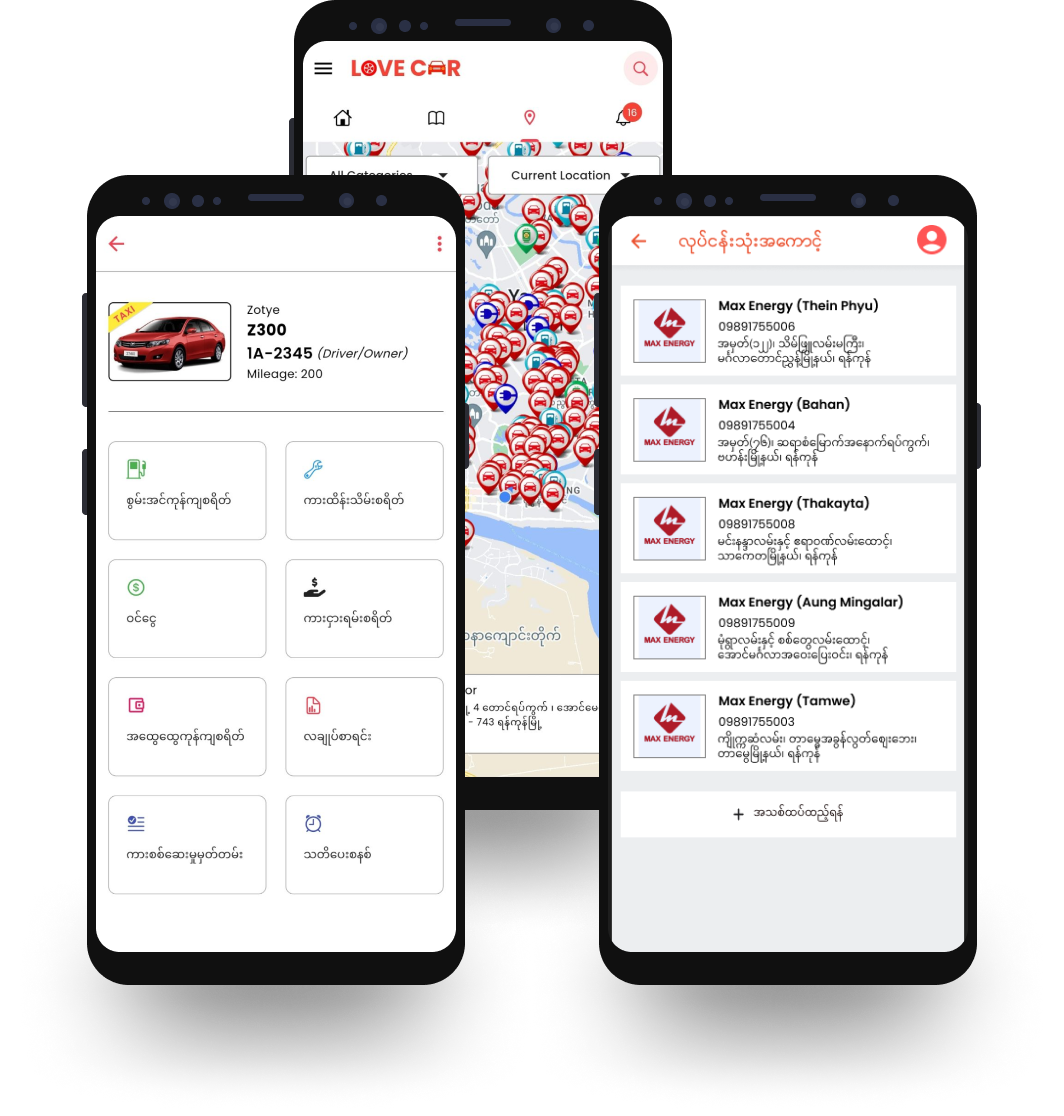 LOVE CAR
16
All Categories
Current Location
TAXI
Zotye
Z300
1A-2345 (Driver/Owner)
Mileage: 200
စွမ်းအင်ကုန်ကျစရိတ်
ကားထိန်းသိမ်းစရိတ်
ဝင်ငွေ
ကားငှားရမ်းစရိတ်
အထွေထွေကုန်ကျစရိတ်
လချုပ်စာရင်း
ကားစစ်ဆေးမှုမှတ်တမ်း
သတိပေးစနစ်
နာကျောင်းတိုက်
or
4 တောင်ရပ်ကွက် ၊ အောင်မေ
- 743 ရန်ကုန်မြို့
လုပ်ငန်းသုံးအကောင့်
MAX ENERGY
Max Energy (Thein Phyu)
09891755006
အမှတ်(၁၂၂)၊ သိမ်ဖြူလမ်းမကြီး၊
မင်္ဂလာတောင်ညွှန့်မြို့နယ်၊ ရန်ကုန်
MAX ENERGY
Max Energy (Bahan)
09891755004
အမှတ်(၇၆)၊ ဆရာစံမြောက်အနောက်ရပ်ကွက်၊
ဗဟန်းမြို့နယ်၊ ရန်ကုန်
MAX ENERGY
Max Energy (Thakayta)
09891755008
မင်းနန္ဒာလမ်းနှင့် ဧရာဝဏ်လမ်းထောင့်၊
သာကေတမြို့နယ်၊ ရန်ကုန်
MAX ENERGY
Max Energy (Aung Mingalar)
09891755009
မုံရွာလမ်းနှင့် စစ်တွေလမ်းထောင့်၊
အောင်မင်္ဂလာအဝေးပြေးဝင်း၊ ရန်ကုန်
MAX ENERGY
Max Energy (Tamwe)
09891755003
ကျိုက္ကဆံလမ်း၊ တာမွေအခွန်လွတ်ဈေးဘေး၊
တာမွေမြို့နယ်၊ ရန်ကုန်
+ အသစ်ထပ်ထည့်ရန်